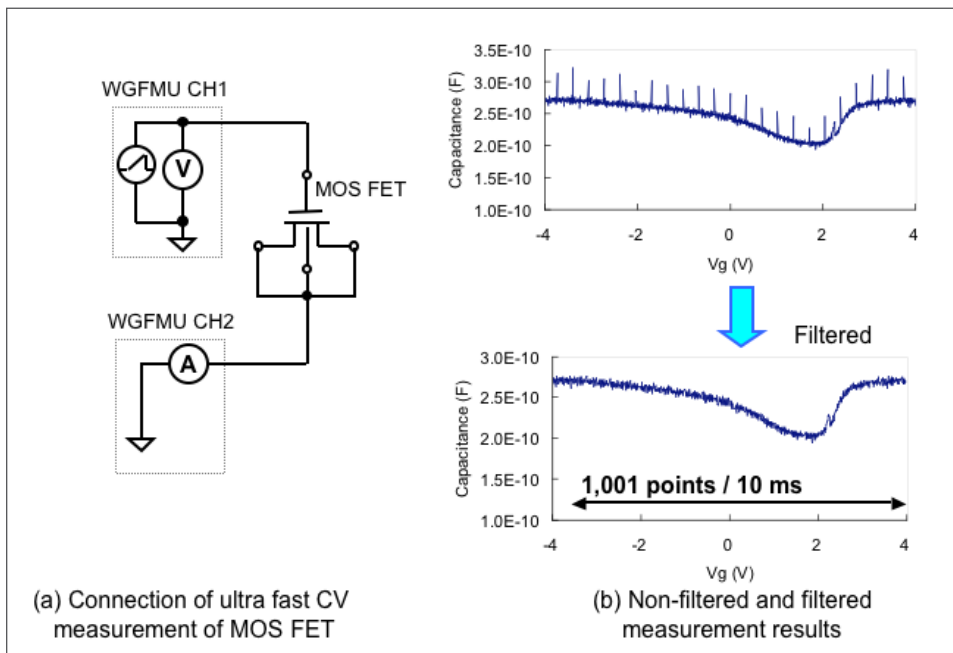 WGFMU CH1
V
MOS FET
WGFMU CH2
A
(a) Connection of ultra fast CV
measurement of MOS FET
3.5E-10
3.0E-10
2.5E-10
2.0E-10
1.5E-10
1.0E-10
Capacitance (F)
-4 -2 0 2 4
Vg (V)
Filtered
3.0E-10
2.5E-10
2.0E-10
1.5E-10
1.0E-10
Capacitance (F)
1,001 points / 10 ms
-4 -2 0 2 4
Vg (V)
(b) Non-filtered and filtered
measurement results